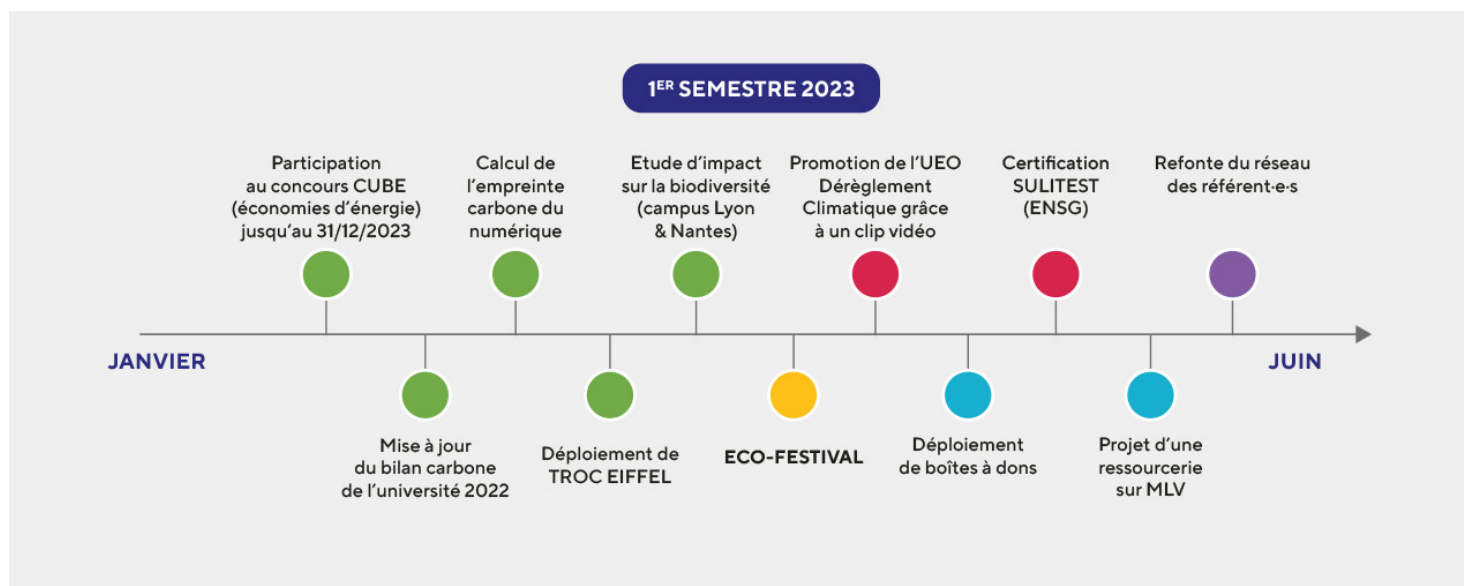 1ER SEMESTRE 2023
Participation
au concours CUBE
(économies d'énergie)
jusqu'au 31/12/2023
Calcul de
l'empreinte
carbone du
numérique
Etude d'impact
sur la biodiversité
(campus Lyon
& Nantes)
Promotion de l'UEO
Dérèglement
Climatique grâce
à un clip vidéo
Certification
SULITEST
(ENSG)
Refonte du réseau
des référent·e·s
JANVIER
JUIN
Mise à jour
du bilan carbone
de l'université 2022
Déploiement de
TROC EIFFEL
ECO-FESTIVAL
Déploiement
de boîtes à dons
Projet d'une
ressourcerie
sur MLV